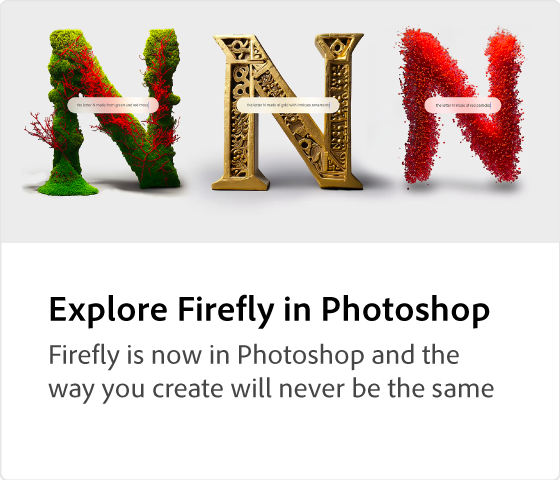 the letter N made from green and red moss
the letter N made of gold with intricate ornaments
the letter N made of red particles
Explore Firefly in Photoshop
Firefly is now in Photoshop and the
way you create will never be the same